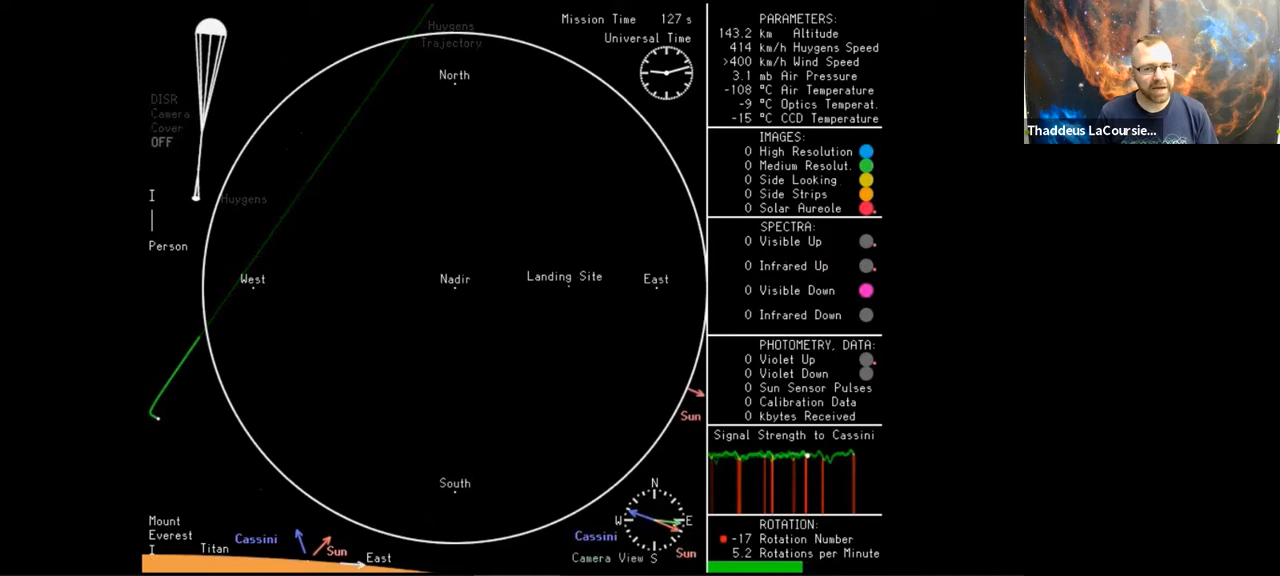 Huygens
Trajectory
Mission Time 127 s
Universal Time
North
DISR
Camera
Cover
OFF
I
Huygens
Person
West
Nadir
Landing Site
East
Sun
South
Mount
Everest
I
Titan
Cassini
Sun
East
N
W
E
Cassini
Sun
Camera View S
PARAMETERS:
143.2 km Altitude
414 km/h Huygens Speed
>400 km/h Wind Speed
3.1 mb Air Pressure
-108 ºC Air Temperature
-9 ºC Optics Temperat.
-15 ºC CCD Temperature
IMAGES:
0 High Resolution
0 Medium Resolut.
0 Side Looking
0 Side Strips
0 Solar Aureole
SPECTRA:
0 Visible Up
0 Infrared Up
0 Visible Down
0 Infrared Down
PHOTOMETRY, DATA:
0 Violet Up
0 Violet Down
0 Sun Sensor Pulses
0 Calibration Data
0 kbytes Received
Signal Strength to Cassini
ROTATION:
-17 Rotation Number
5.2 Rotations per Minute
Thaddeus LaCoursie...